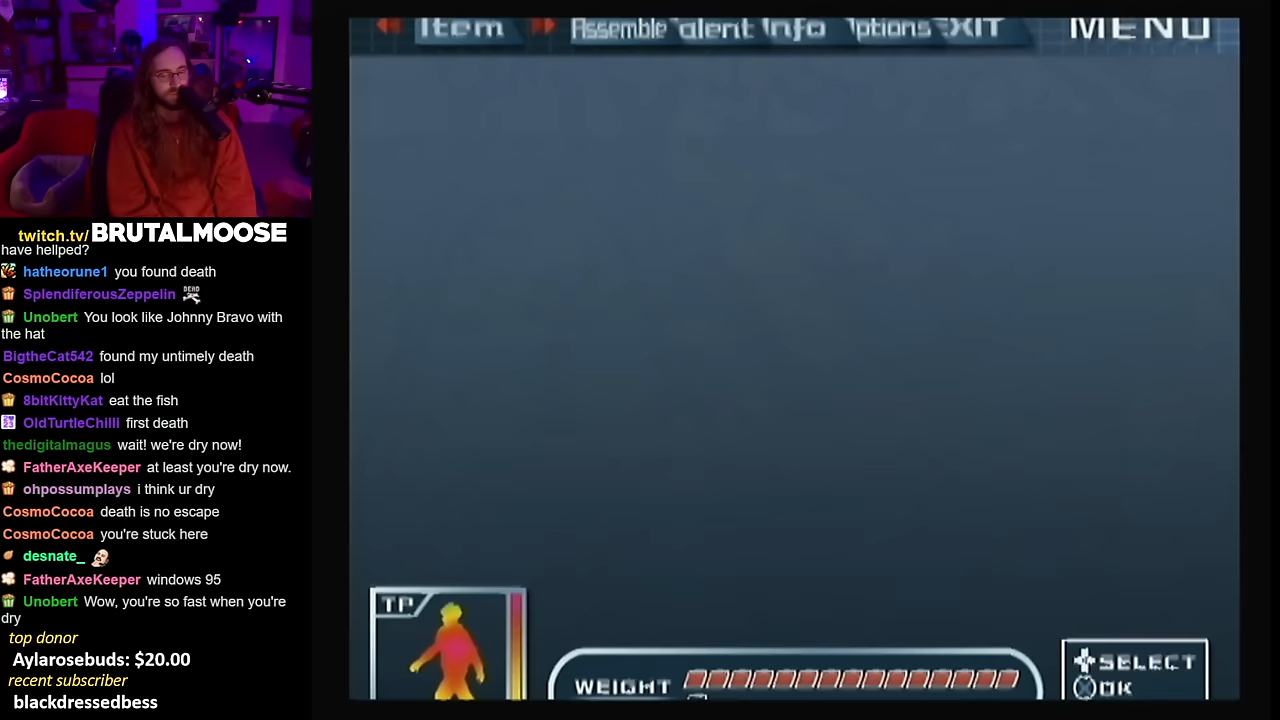 Item Assemble alent Info ptions EXIT MENU
twitch.tv/BRUTALMOOSE
have hellped?
hatheorune1 you found death
SplendiferousZeppelin DEAD
Unobert You look like Johnny Bravo with
the hat
BigtheCat542 found my untimely death
CosmoCocoa lol
8bitKittyKat eat the fish
OldTurtleChilll first death
thedigitalmagus wait! we're dry now!
FatherAxeKeeper at least you're dry now.
ohpossumplays i think ur dry
CosmoCocoa death is no escape
CosmoCocoa you're stuck here
desnate_
FatherAxeKeeper windows 95
Unobert Wow, you're so fast when you're
dry
top donor
Aylarosebuds: $20.00
recent subscriber
blackdressedbess
TP
WEIGHT
SELECT
OK